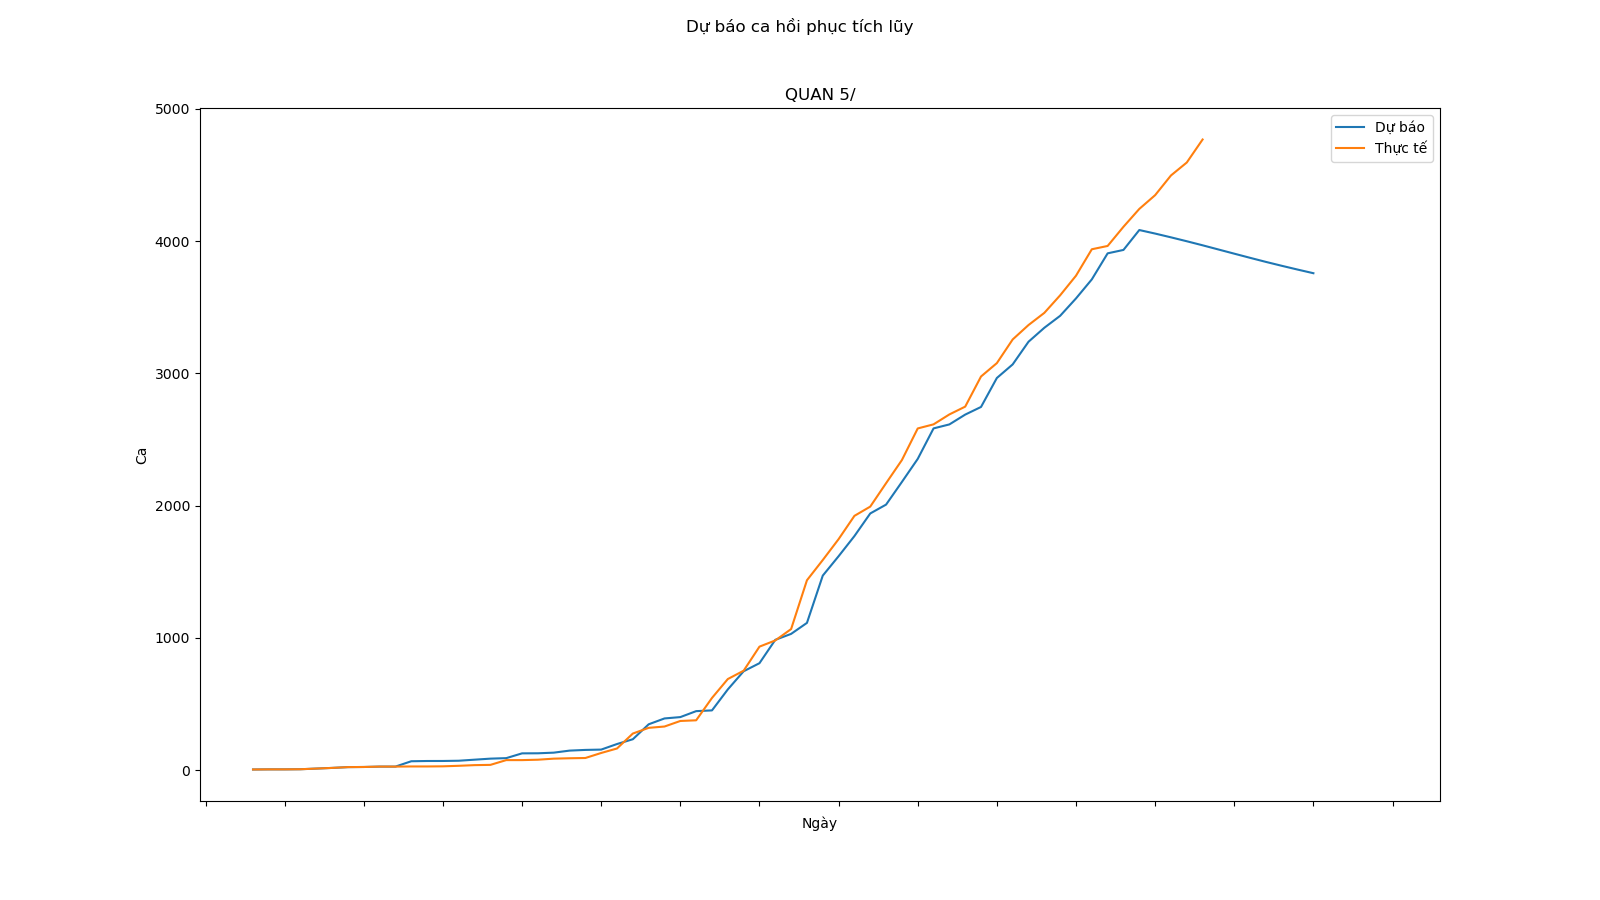 Dự báo ca hồi phục tích lũy
QUAN 5/
5000
4000
3000
2000
1000
0
Ca
Ngày
Dự báo
Thực tế